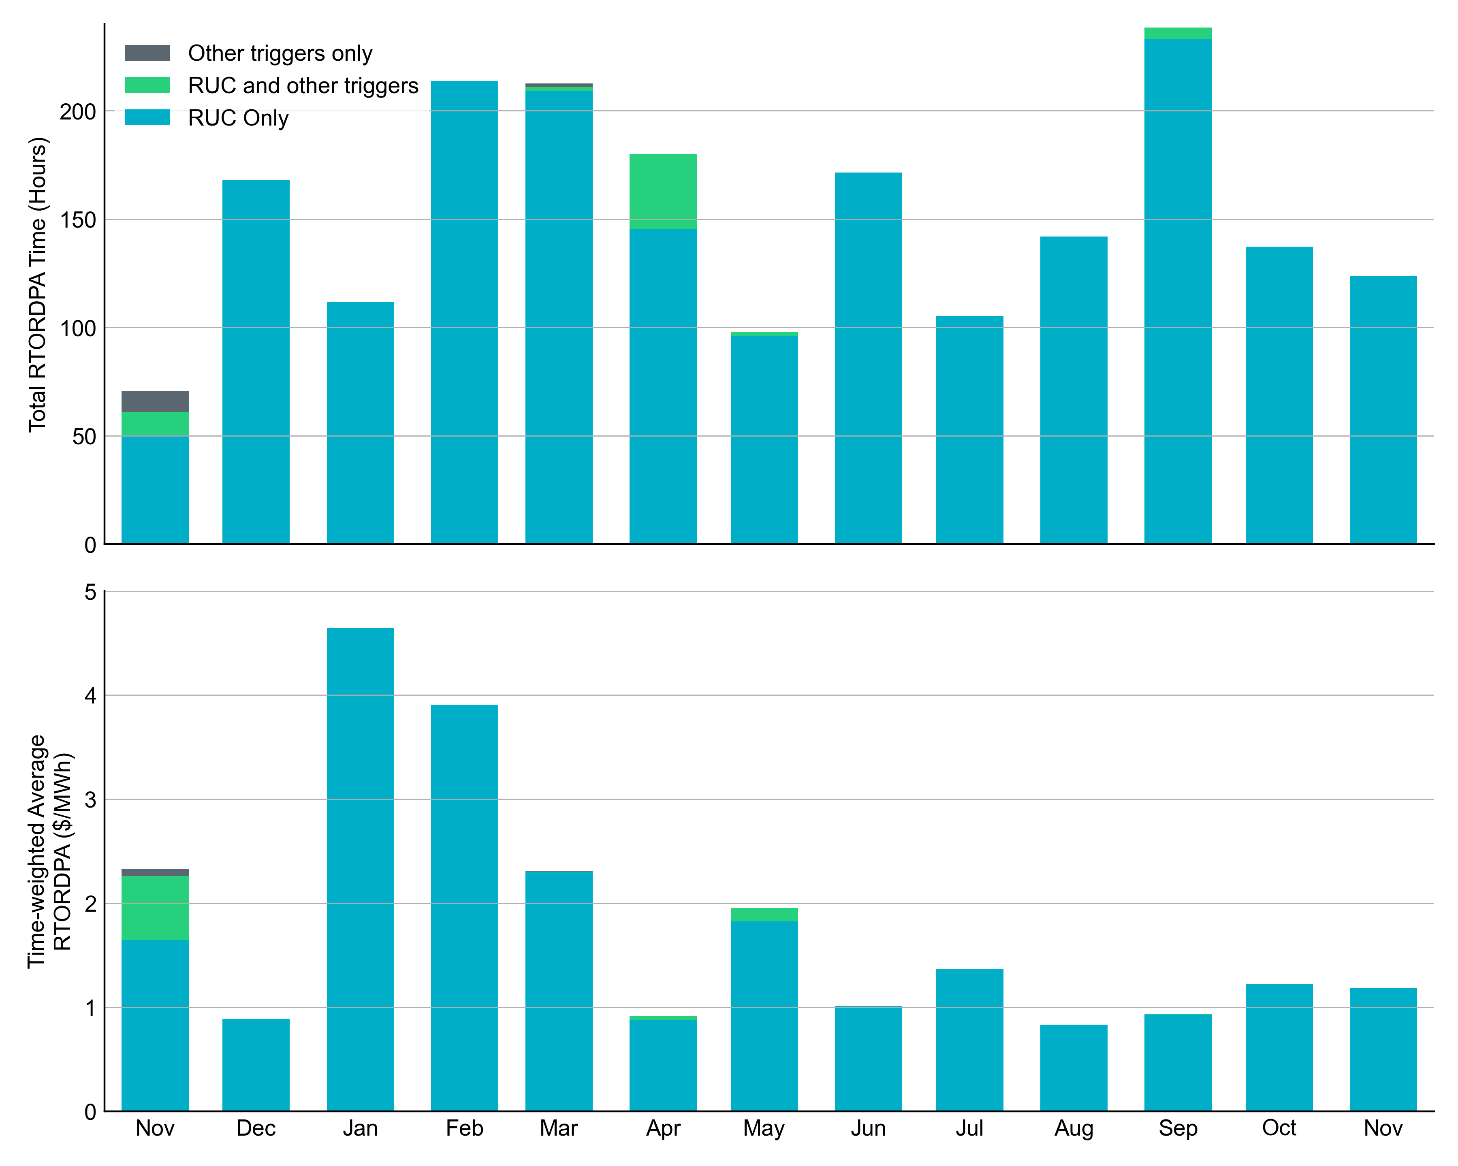 Other triggers only
RUC and other triggers
RUC Only
Total RTORDPA Time (Hours)
200
150
100
50
0
Time-weighted Average
RTORDPA ($/MWh)
5
4
3
2
1
0
Nov Dec Jan Feb Mar Apr May Jun Jul Aug Sep Oct Nov